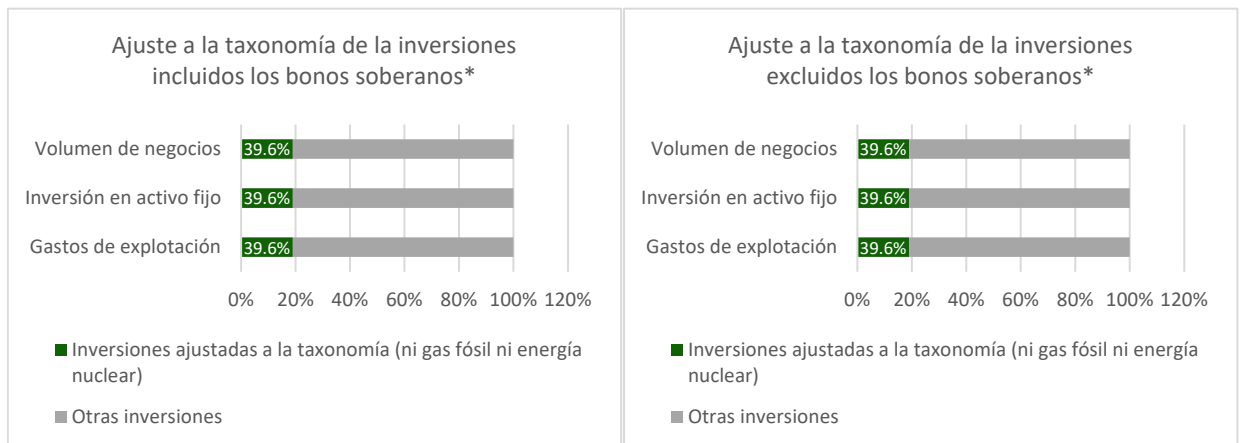 Ajuste a la taxonomía de la inversiones
incluidos los bonos soberanos*
Volumen de negocios
39.6%
Inversión en activo fijo
39.6%
Gastos de explotación
39.6%
0% 20% 40% 60% 80% 100% 120%
Inversiones ajustadas a la taxonomía (ni gas fósil ni energía
nuclear)
Otras inversiones
Ajuste a la taxonomía de la inversiones
excluidos los bonos soberanos*
Volumen de negocios
39.6%
Inversión en activo fijo
39.6%
Gastos de explotación
39.6%
0% 20% 40% 60% 80% 100% 120%
Inversiones ajustadas a la taxonomía (ni gas fósil ni energía
nuclear)
Otras inversiones